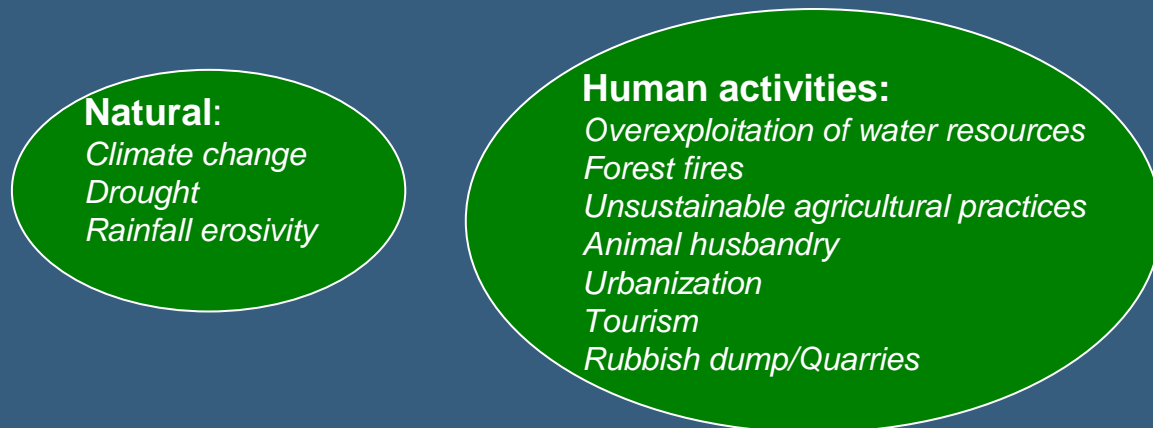 Natural:
Climate change
Drought
Rainfall erosivity
Human activities:
Overexploitation of water resources
Forest fires
Unsustainable agricultural practices
Animal husbandry
Urbanization
Tourism
Rubbish dump/Quarries